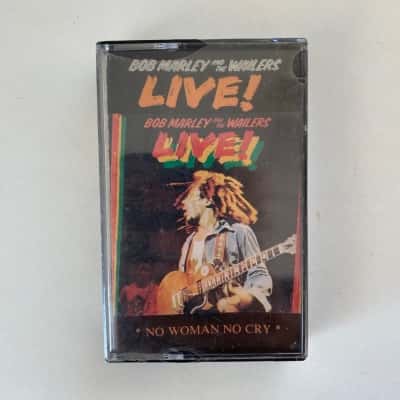 BOB MARLEY AND THE WAILERS
LIVE!
BOB MARLEY AND THE WAILERS
LIVE!
* NO WOMAN NO CRY *